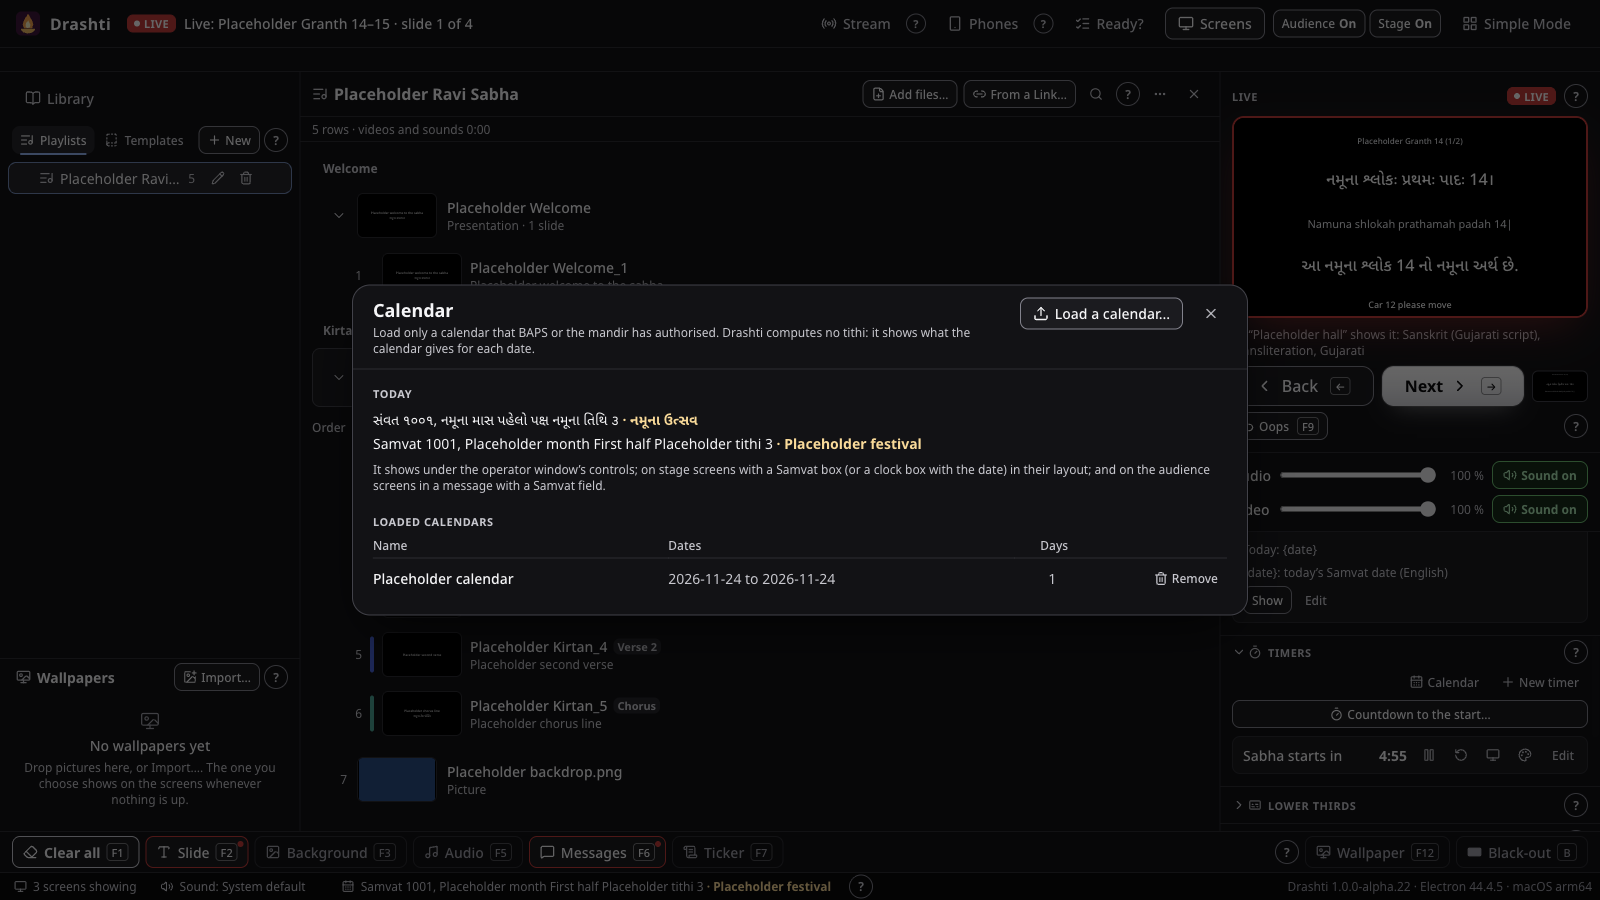 Drashti
LIVE
Live: Placeholder Granth 14–15 · slide 1 of 4
Stream
?
Phones
?
Ready?
Screens
Audience On
Stage On
Simple Mode
Library
Playlists
Templates
+ New
?
Placeholder Ravi... 5
Placeholder Ravi Sabha
Add files...
From a Link...
?
5 rows · videos and sounds 0:00
Welcome
Placeholder Welcome
Presentation · 1 slide
1
Placeholder Welcome_1
Kirta
Order
Calendar
Load only a calendar that BAPS or the mandir has authorised. Drashti computes no tithi: it shows what the
calendar gives for each date.
Load a calendar...
TODAY
સંવત ૧૦૦૧, નમૂના માસ પહેલો પક્ષ નમૂના તિથિ ૩ · નમૂના ઉત્સવ
Samvat 1001, Placeholder month First half Placeholder tithi 3 · Placeholder festival
It shows under the operator window’s controls; on stage screens with a Samvat box (or a clock box with the date) in their layout; and on the audience
screens in a message with a Samvat field.
LOADED CALENDARS
Name Dates Days
Placeholder calendar 2026-11-24 to 2026-11-24 1 Remove
5
Placeholder Kirtan_4 Verse 2
Placeholder second verse
6
Placeholder Kirtan_5 Chorus
Placeholder chorus line
7
Placeholder backdrop.png
Picture
Wallpapers
Import...
?
No wallpapers yet
Drop pictures here, or Import.... The one you
choose shows on the screens whenever
nothing is up.
LIVE
LIVE
?
Placeholder Granth 14 (1/2)
નમૂના શ્લોકઃ પ્રથમઃ પાદઃ 14।
Namuna shlokah prathamah padah 14|
આ નમૂના શ્લોક 14 નો નમૂના અર્થ છે.
Car 12 please move
“Placeholder hall” shows it: Sanskrit (Gujarati script),
nsliteration, Gujarati
Back ←
Next →
Oops F9
?
dio 100 % Sound on
deo 100 % Sound on
oday: {date}
date}: today’s Samvat date (English)
Show
Edit
TIMERS
?
Calendar
+ New timer
Countdown to the start...
Sabha starts in 4:55 Edit
LOWER THIRDS
?
Clear all F1
Slide F2
Background F3
Audio F5
Messages F6
Ticker F7
?
Wallpaper F12
Black-out B
3 screens showing
Sound: System default
Samvat 1001, Placeholder month First half Placeholder tithi 3 · Placeholder festival
?
Drashti 1.0.0-alpha.22 · Electron 44.4.5 · macOS arm64